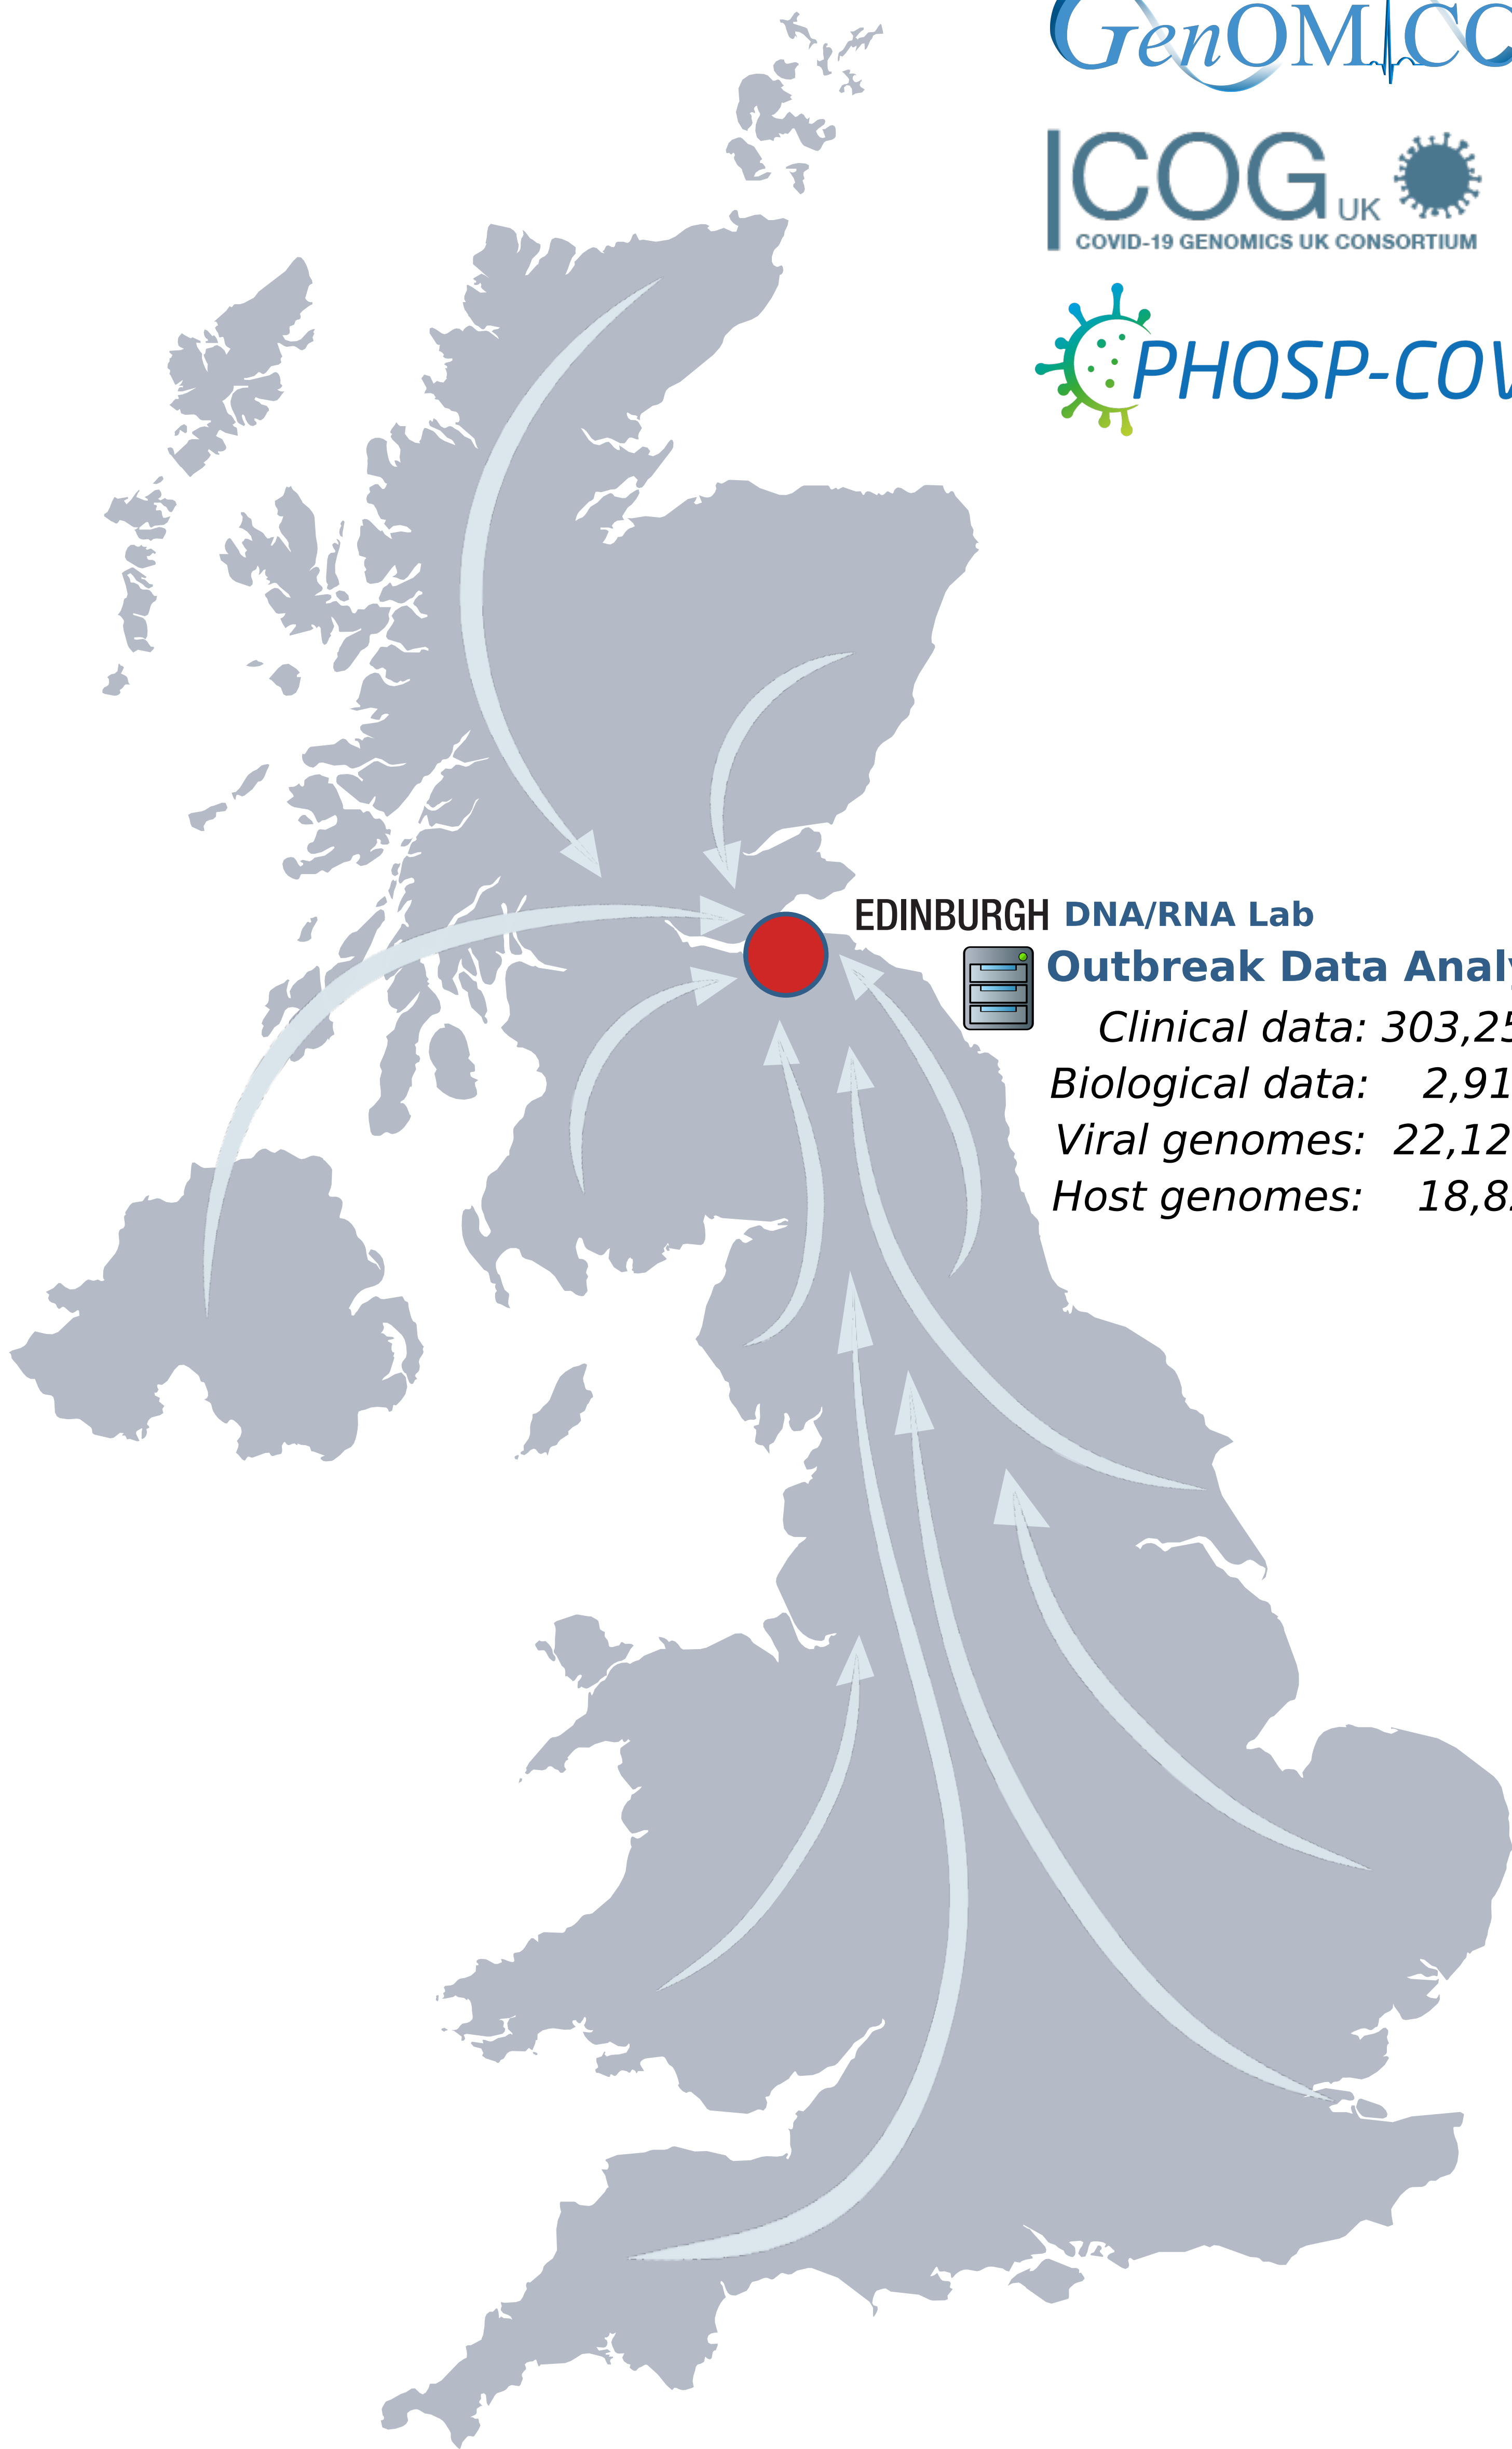 GenOMICC
COG UK
COVID-19 GENOMICS UK CONSORTIUM
PHOSP-COV
EDINBURGH DNA/RNA Lab
Outbreak Data Analy
Clinical data: 303,25
Biological data: 2,91
Viral genomes: 22,12
Host genomes: 18,8